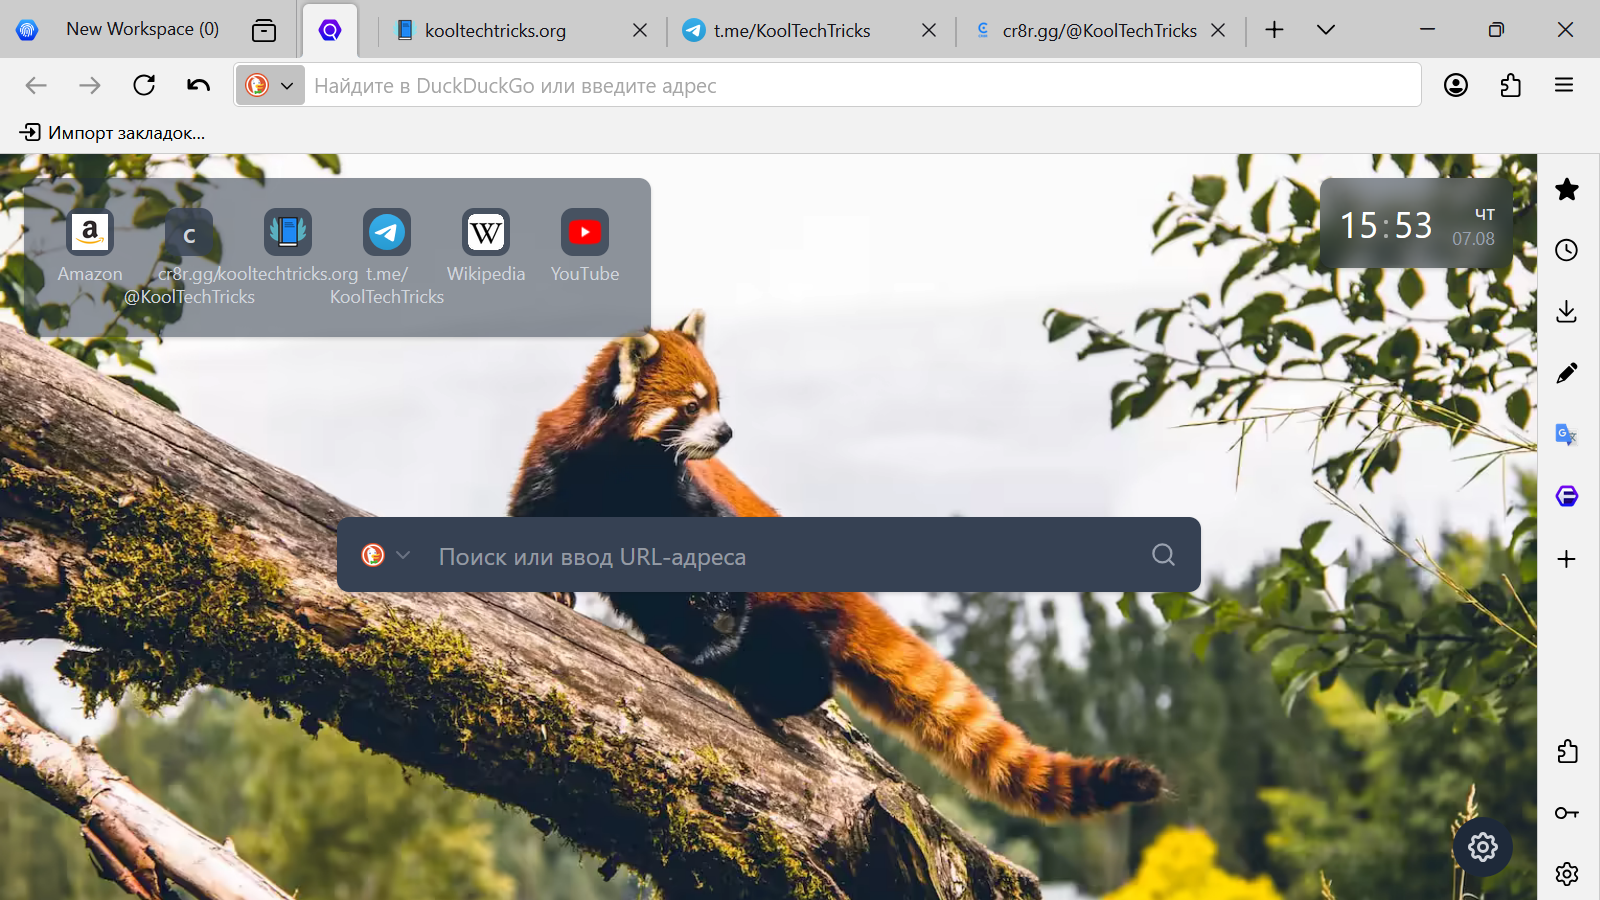 New Workspace (0)
kooltechtricks.org
t.me/KoolTechTricks
cr8r.gg/@KoolTechTricks
Найдите в DuckDuckGo или введите адрес
Импорт закладок...
Amazon
cr8r.gg/
@KoolTechTricks
kooltechtricks.org
t.me/
KoolTechTricks
Wikipedia
YouTube
15:53
чт
07.08
Поиск или ввод URL-адреса